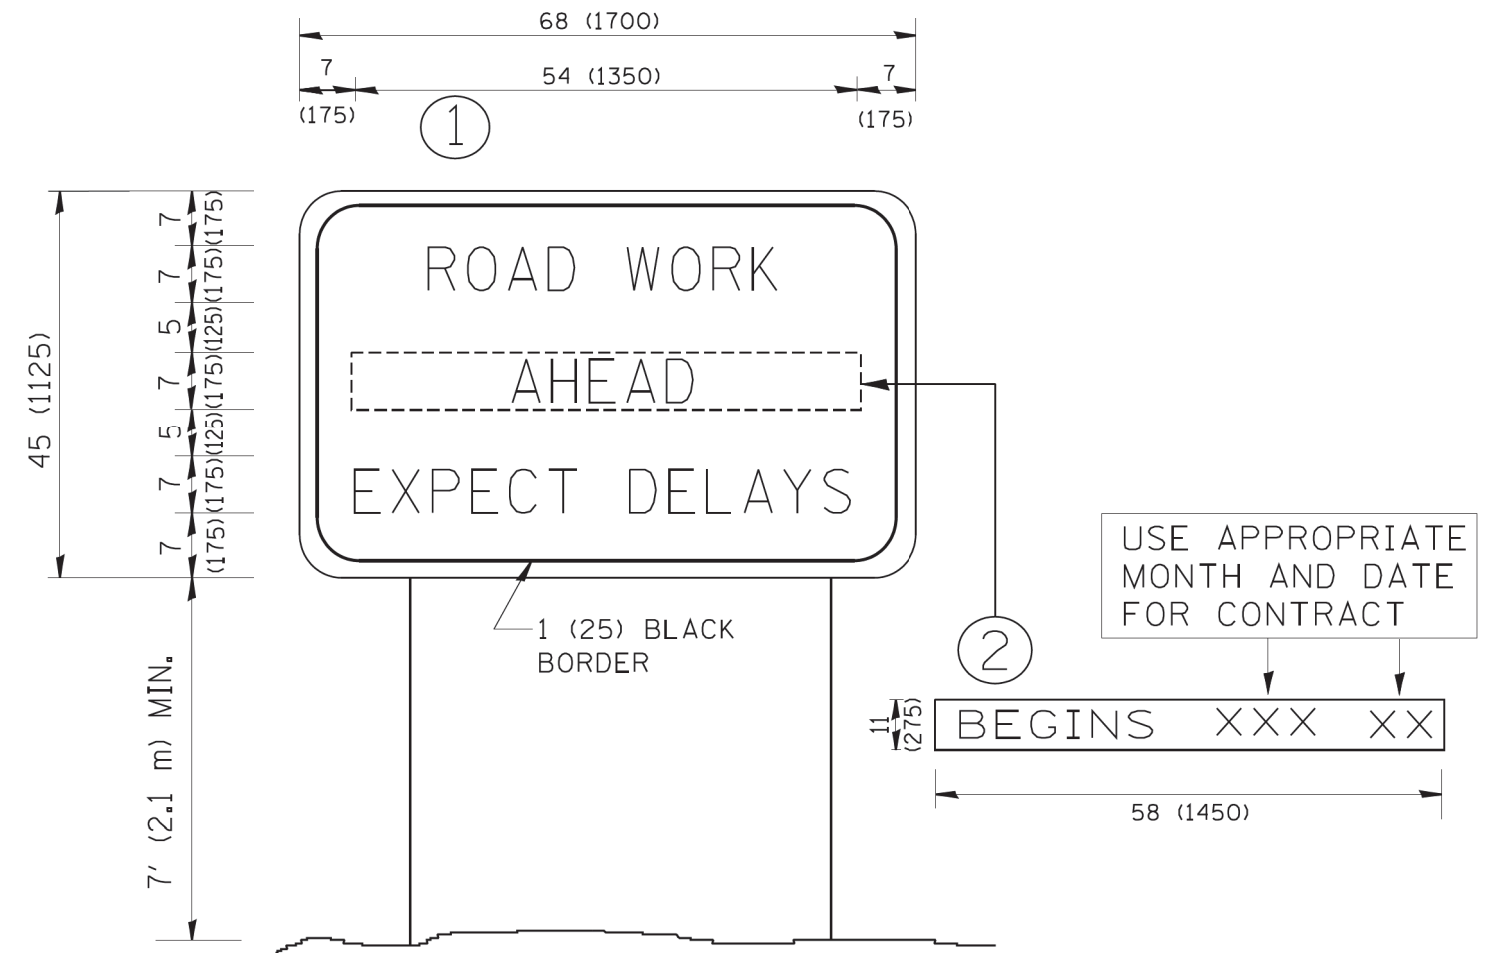 68 (1700)
7
54 (1350)
7
(175)
(175)
1
45 (1125)
7
(175)
7
(175)
5
(125)
7
(175)
5
(125)
7
(175)
7
(175)
ROAD WORK
AHEAD
EXPECT DELAYS
1 (25) BLACK
BORDER
7' (2.1 m) MIN.
USE APPROPRIATE
MONTH AND DATE
FOR CONTRACT
2
11
(275)
BEGINS XXX XX
58 (1450)